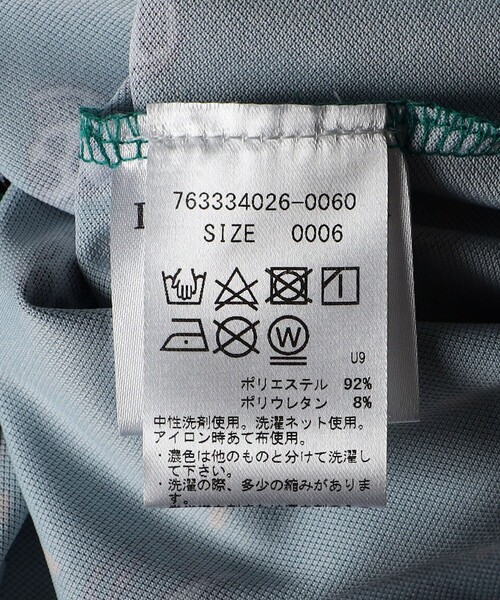 763334026-0060
SIZE 0006
W
U9
ポリエステル 92%
ポリウレタン 8%
中性洗剤使用。洗濯ネット使用。
アイロン時あて布使用。
・濃色は他のものと分けて洗濯し
て下さい。
・洗濯の際、多少の縮みがありま
す。